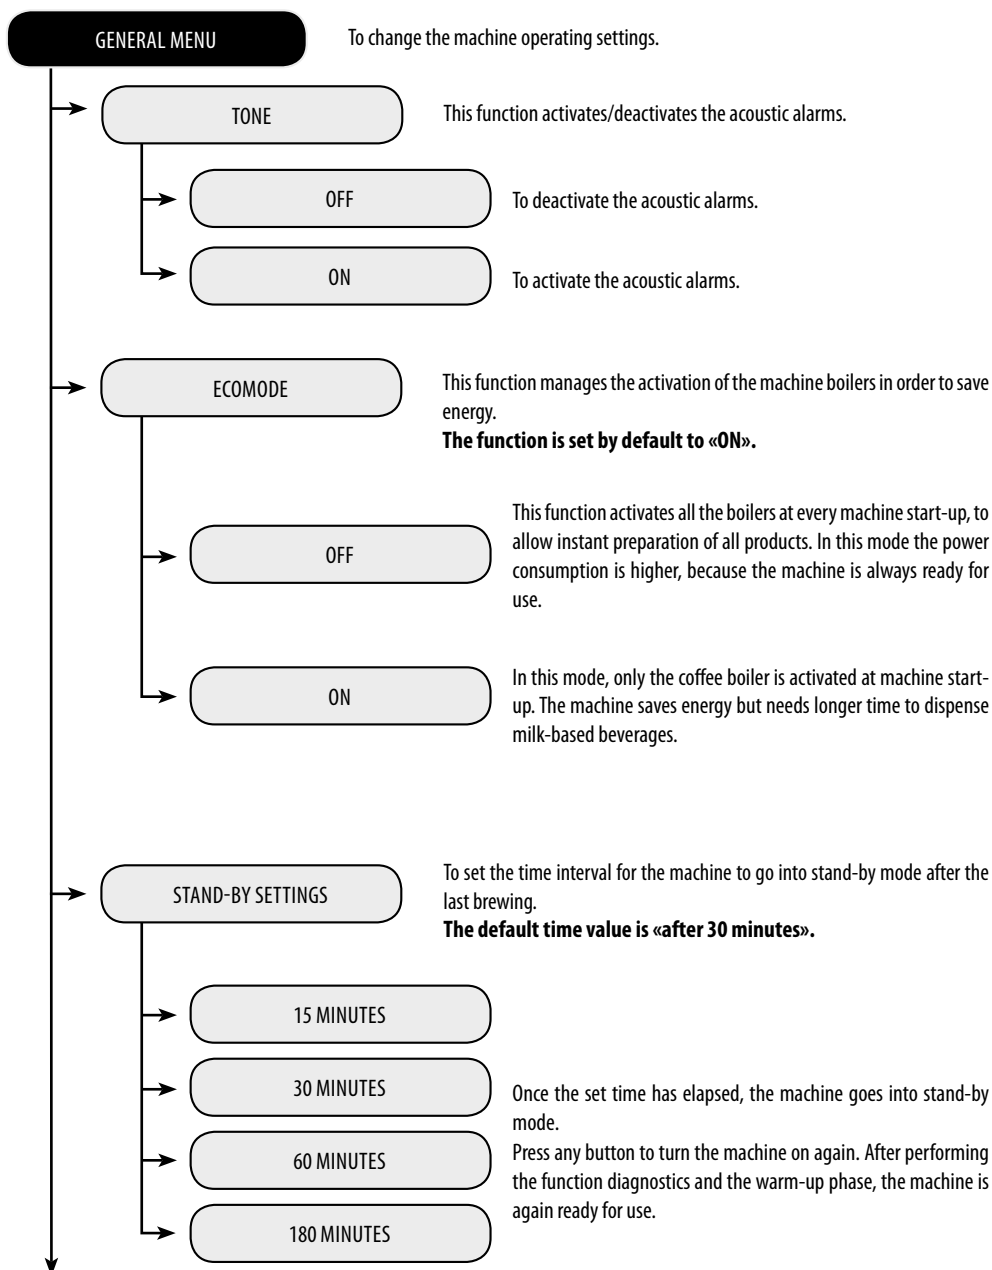 GENERAL MENU
To change the machine operating settings.
TONE
This function activates/deactivates the acoustic alarms.
OFF
To deactivate the acoustic alarms.
ON
To activate the acoustic alarms.
ECOMODE
This function manages the activation of the machine boilers in order to save
energy.
The function is set by default to «ON».
OFF
This function activates all the boilers at every machine start-up, to
allow instant preparation of all products. In this mode the power
consumption is higher, because the machine is always ready for
use.
ON
In this mode, only the coffee boiler is activated at machine start-
up. The machine saves energy but needs longer time to dispense
milk-based beverages.
STAND-BY SETTINGS
To set the time interval for the machine to go into stand-by mode after the
last brewing.
The default time value is «after 30 minutes».
15 MINUTES
30 MINUTES
60 MINUTES
180 MINUTES
Once the set time has elapsed, the machine goes into stand-by
mode.
Press any button to turn the machine on again. After performing
the function diagnostics and the warm-up phase, the machine is
again ready for use.